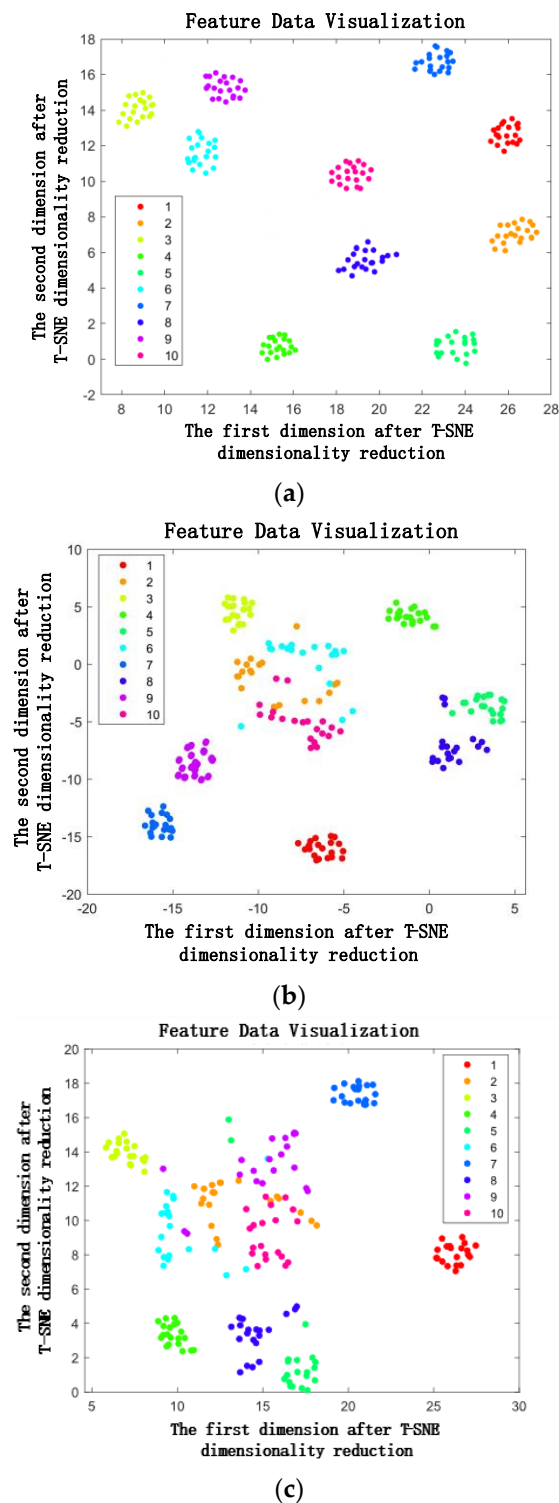 Feature Data Visualization
18
16
14
12
10
8
6
4
2
0
-2
The second dimension after
T-SNE dimensionality reduction
1
2
3
4
5
6
7
8
9
10
8 10 12 14 16 18 20 22 24 26 28
The first dimension after T-SNE
dimensionality reduction
(a)
Feature Data Visualization
10
5
0
-5
-10
-15
-20
The second dimension after
T-SNE dimensionality reduction
1
2
3
4
5
6
7
8
9
10
-20 -15 -10 -5 0 5
The first dimension after T-SNE
dimensionality reduction
(b)
Feature Data Visualization
20
18
16
14
12
10
8
6
4
2
0
The second dimension after
T-SNE dimensionality reduction
1
2
3
4
5
6
7
8
9
10
5 10 15 20 25 30
The first dimension after T-SNE
dimensionality reduction
(c)